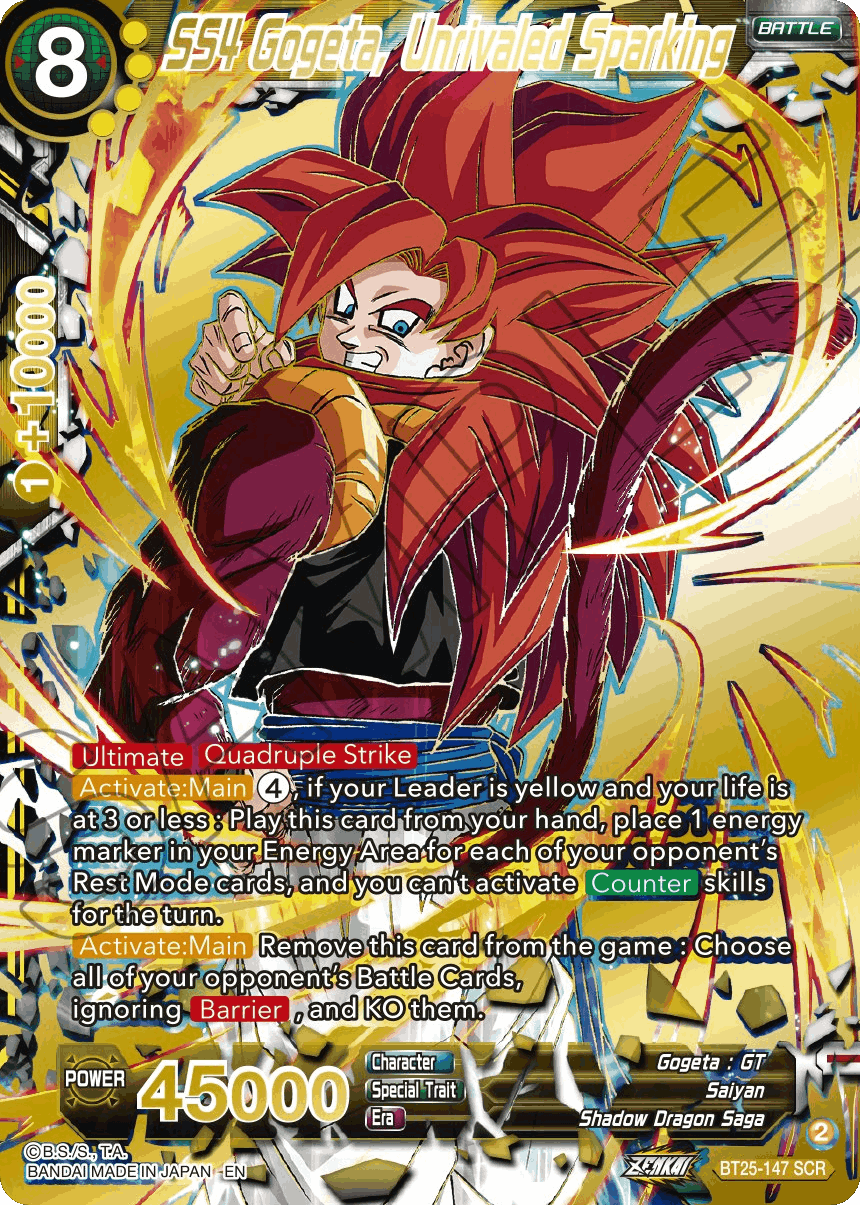 8
SS4 Gogeta, Unrivaled Sparking
BATTLE
1 +10000
SAMPLE
Ultimate Quadruple Strike
Activate:Main 4, if your Leader is yellow and your life is
at 3 or less : Play this card from your hand, place 1 energy
marker in your Energy Area for each of your opponent's
Rest Mode cards, and you can't activate Counter skills
for the turn.
Activate:Main Remove this card from the game : Choose
all of your opponent's Battle Cards,
ignoring Barrier , and KO them.
POWER 45000
Character Gogeta : GT
Special Trait Saiyan
Era Shadow Dragon Saga
2
©B.S./S., T.A.
BANDAI MADE IN JAPAN EN
ZENKAI BT25-147 SCR